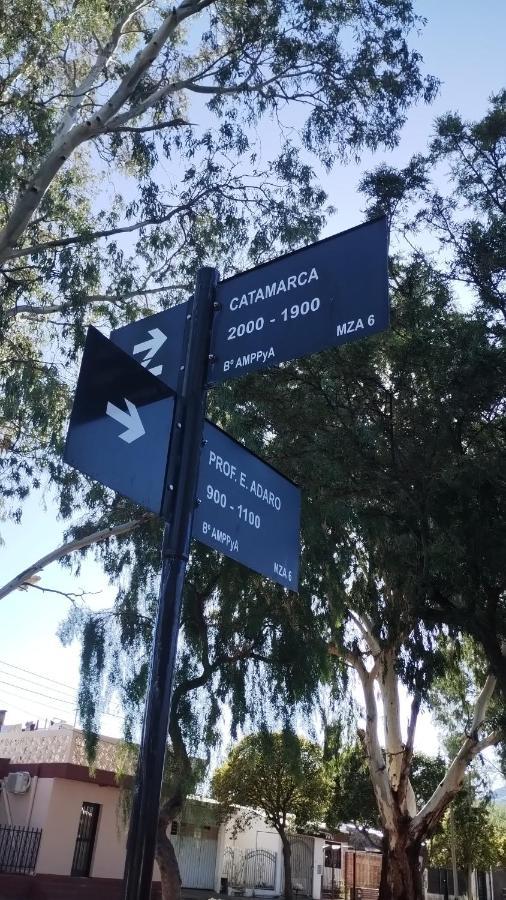 CATAMARCA
2000 - 1900
Bº AMPPyA
MZA 6
PROF. E. ADARO
900 - 1100
Bº AMPPyA
MZA 6